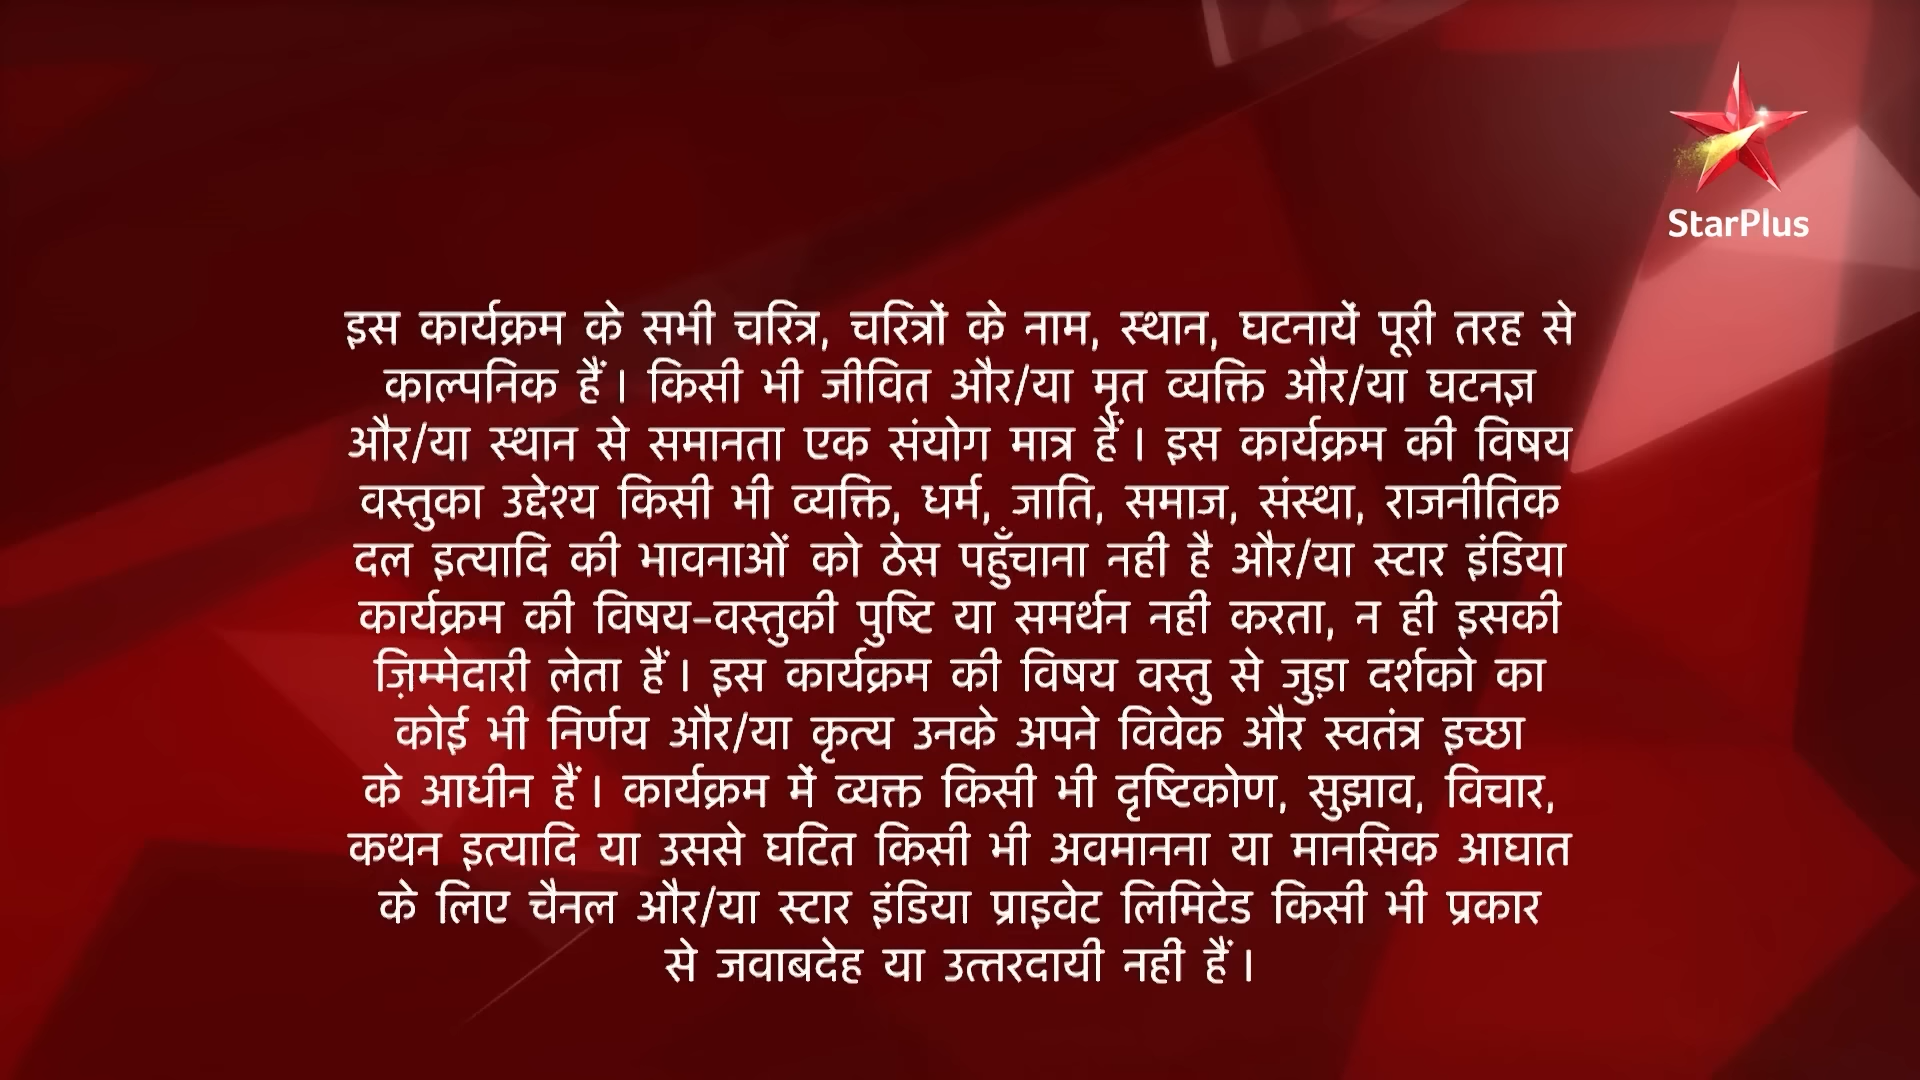 StarPlus
इस कार्यक्रम के सभी चरित्र, चरित्रों के नाम, स्थान, घटनायें पूरी तरह से
काल्पनिक हैं। किसी भी जीवित और/या मृत व्यक्ति और/या घटनज्ञ
और/या स्थान से समानता एक संयोग मात्र हैं। इस कार्यक्रम की विषय
वस्तुका उद्देश्य किसी भी व्यक्ति, धर्म, जाति, समाज, संस्था, राजनीतिक
दल इत्यादि की भावनाओं को ठेस पहुँचाना नही है और/या स्टार इंडिया
कार्यक्रम की विषय-वस्तुकी पुष्टि या समर्थन नही करता, न ही इसकी
ज़िम्मेदारी लेता हैं। इस कार्यक्रम की विषय वस्तु से जुड़ा दर्शको का
कोई भी निर्णय और/या कृत्य उनके अपने विवेक और स्वतंत्र इच्छा
के आधीन हैं। कार्यक्रम में व्यक्त किसी भी दृष्टिकोण, सुझाव, विचार,
कथन इत्यादि या उससे घटित किसी भी अवमानना या मानसिक आघात
के लिए चैनल और/या स्टार इंडिया प्राइवेट लिमिटेड किसी भी प्रकार
से जवाबदेह या उत्तरदायी नही हैं।